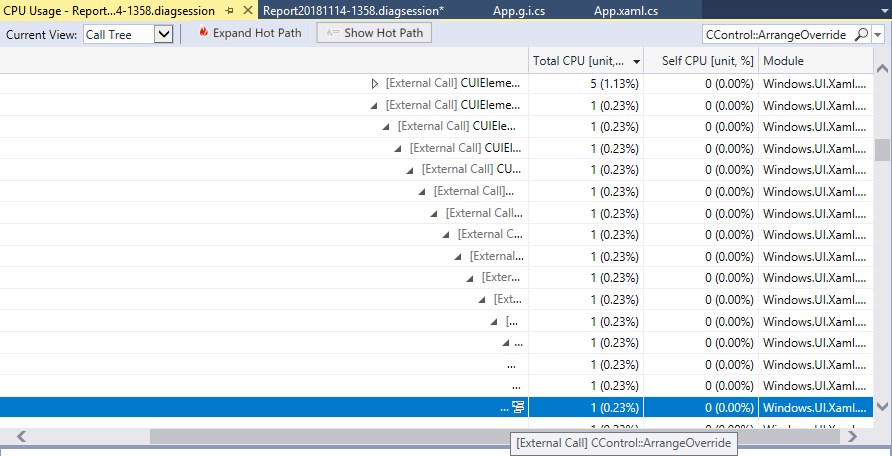 CPU Usage - Report...4-1358.diagsession Report20181114-1358.diagsession* App.g.i.cs App.xaml.cs
Current View: Call Tree Expand Hot Path Show Hot Path CControl::ArrangeOverride
Total CPU [unit,... Self CPU [unit, %] Module
[External Call] CUIEleme... 5 (1.13%) 0 (0.00%) Windows.UI.Xaml....
[External Call] CUIEleme... 1 (0.23%) 0 (0.00%) Windows.UI.Xaml....
[External Call] CUIEle... 1 (0.23%) 0 (0.00%) Windows.UI.Xaml....
[External Call] CUIEl... 1 (0.23%) 0 (0.00%) Windows.UI.Xaml....
[External Call] CU... 1 (0.23%) 0 (0.00%) Windows.UI.Xaml....
[External Call]... 1 (0.23%) 0 (0.00%) Windows.UI.Xaml....
[External Call... 1 (0.23%) 0 (0.00%) Windows.UI.Xaml....
[External C... 1 (0.23%) 0 (0.00%) Windows.UI.Xaml....
[External... 1 (0.23%) 0 (0.00%) Windows.UI.Xaml....
[Exter... 1 (0.23%) 0 (0.00%) Windows.UI.Xaml....
[Ext... 1 (0.23%) 0 (0.00%) Windows.UI.Xaml....
[... 1 (0.23%) 0 (0.00%) Windows.UI.Xaml....
... 1 (0.23%) 0 (0.00%) Windows.UI.Xaml....
... 1 (0.23%) 0 (0.00%) Windows.UI.Xaml....
... 1 (0.23%) 0 (0.00%) Windows.UI.Xaml....
... 1 (0.23%) 0 (0.00%) Windows.UI.Xaml....
[External Call] CControl::ArrangeOverride